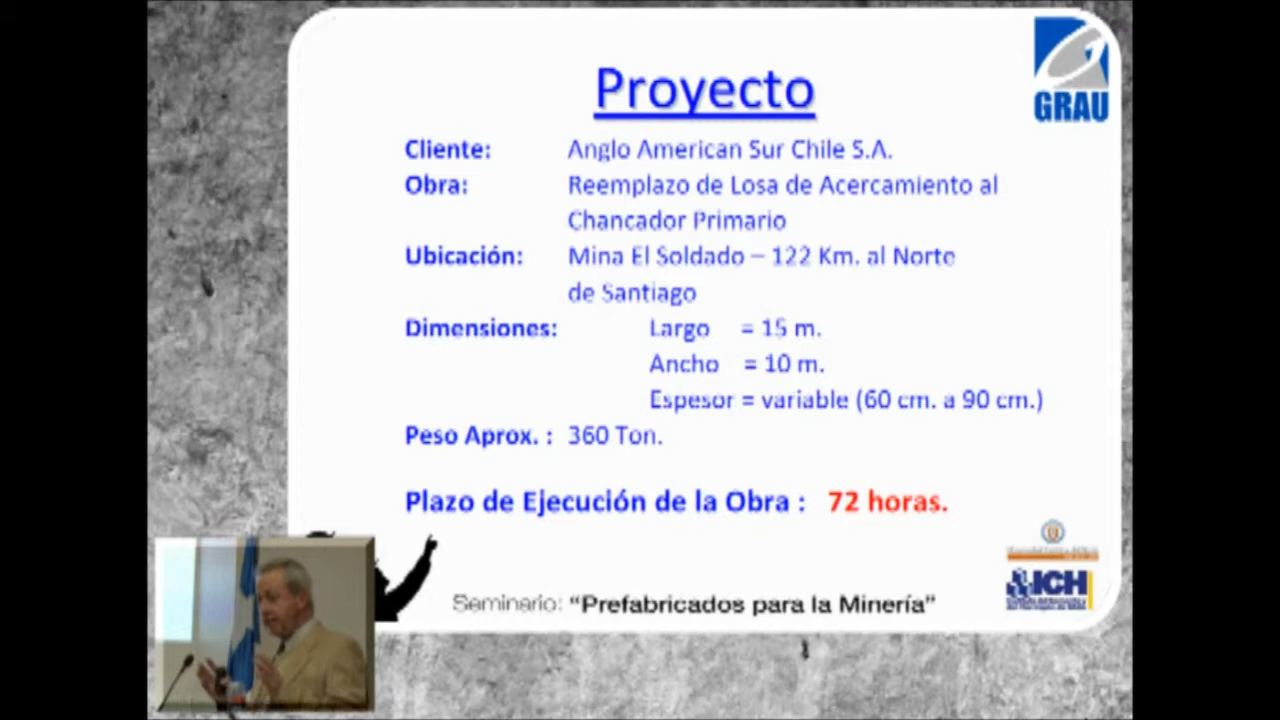 Proyecto
GRAU
Cliente: Anglo American Sur Chile S.A.
Obra: Reemplazo de Losa de Acercamiento al
Chancador Primario
Ubicación: Mina El Soldado – 122 Km. al Norte
de Santiago
Dimensiones: Largo = 15 m.
Ancho = 10 m.
Espesor = variable (60 cm. a 90 cm.)
Peso Aprox. : 360 Ton.
Plazo de Ejecución de la Obra : 72 horas.
ICH
Seminario: “Prefabricados para la Minería”